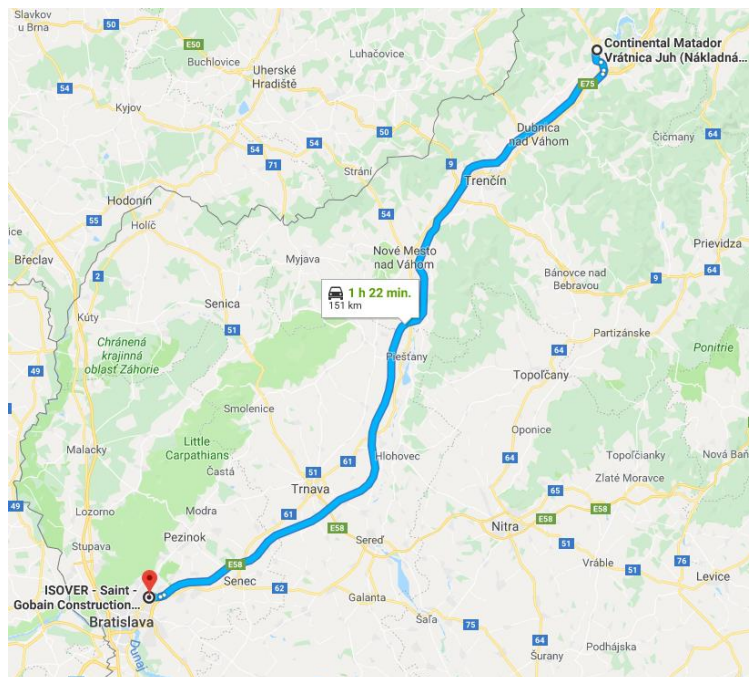 Slavkov
u Brna
50
E50
Buchlovice
Luhačovice
Continental Matador
Vrátnica Juh (Nákladná...
Uherské
Hradiště
54
E75
Kyjov
54
54
50
Dubnica
nad Váhom
Čičmany
64
54
71
Strání
9
Trenčín
Hodonín
54
55
Holíč
ice
Břeclav
2
Myjava
Nové Mesto
nad Váhom
Prievidza
Bánovce nad
Bebravou
9
64
1 h 22 min.
151 km
Kúty
Senica
51
Partizánske
Chránená
krajinná
oblasť Záhorie
Piešťany
64
Ponitrie
49
Topoľčany
Smolenice
Oponice
Malacky
Little
Carpathians
61
Hlohovec
64
Topoľčianky
Nová Baň
Častá
51
Zlaté Moravce
49
Trnava
65
E58
Lozorno
Modra
61
E58
Nitra
E58
Stupava
Pezinok
Sereď
51
Vráble
76
E58
51
Levice
ISOVER - Saint -
Gobain Construction...
Senec
62
Galanta
Bratislava
Šaľa
75
64
Podhájska
Dunaj
Šurany